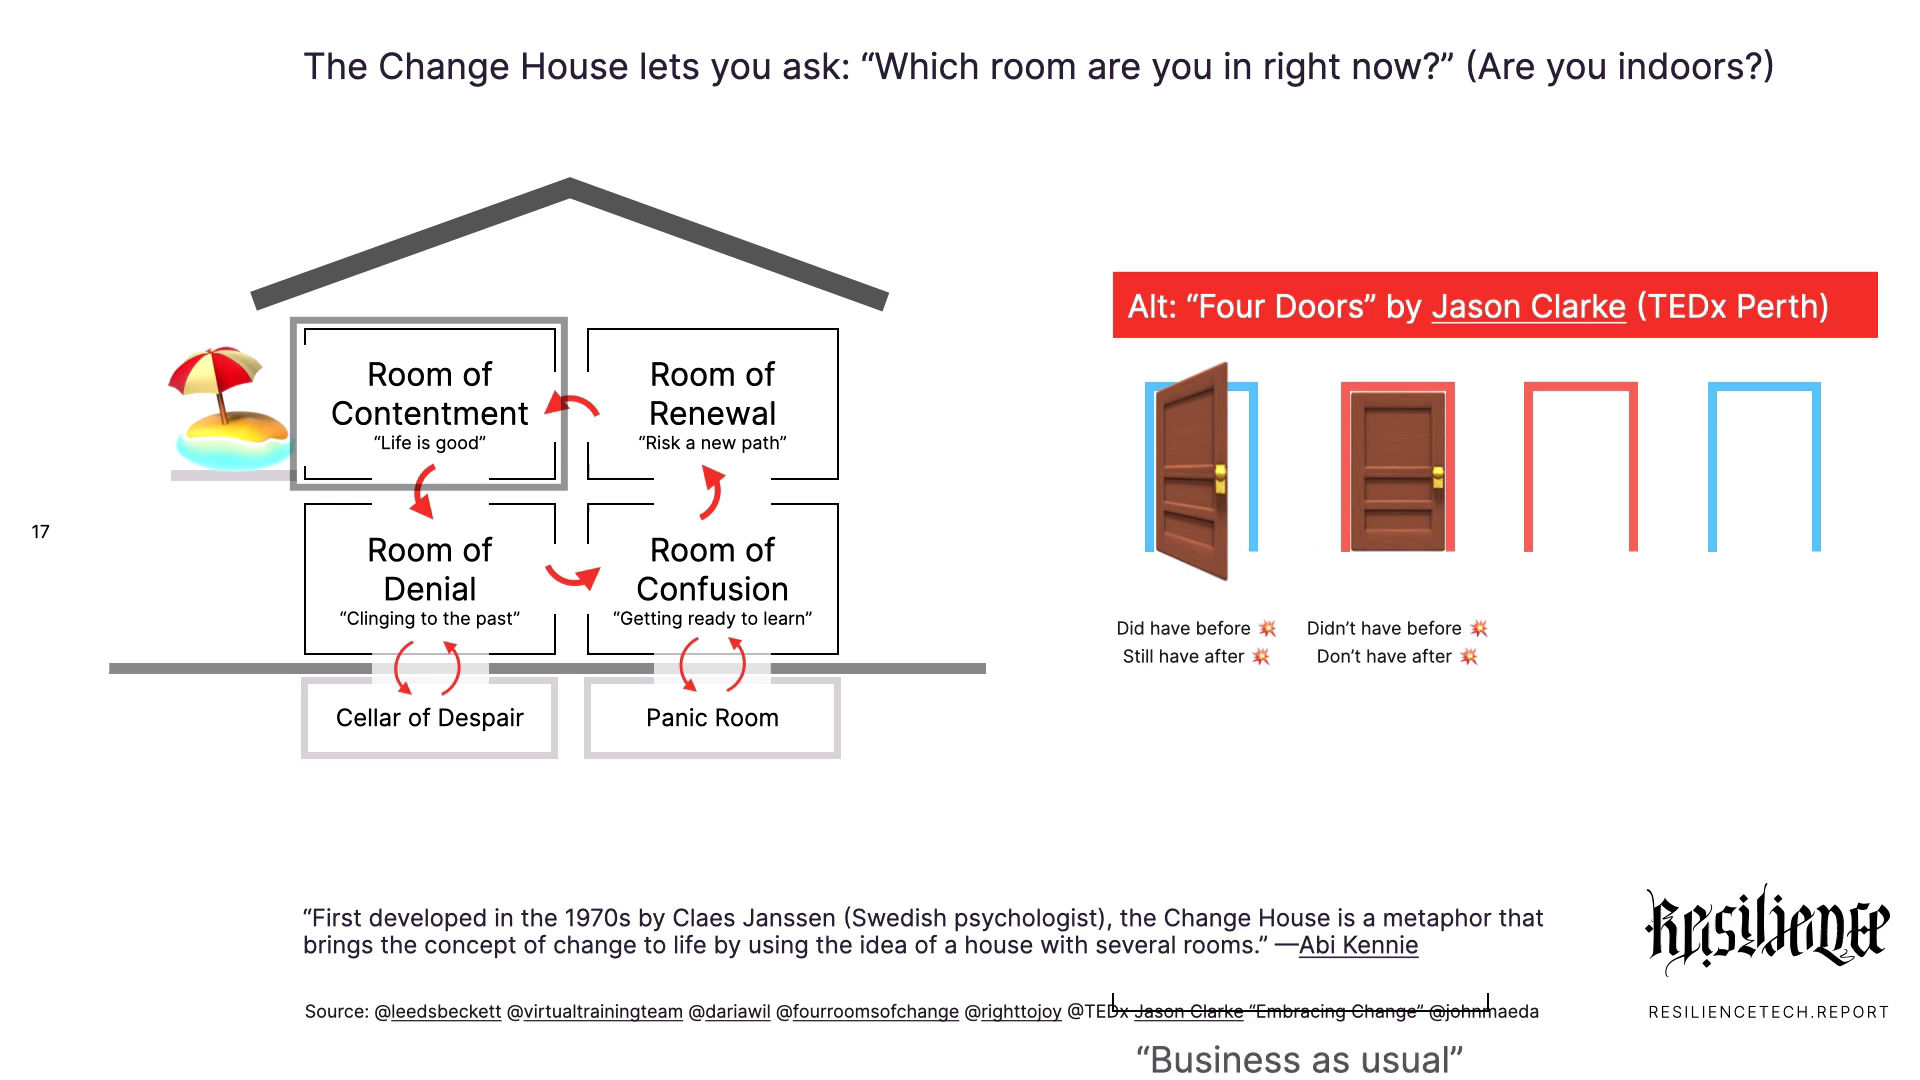 The Change House lets you ask: “Which room are you in right now?” (Are you indoors?)
Room of
Contentment
“Life is good”
Room of
Renewal
“Risk a new path”
Room of
Denial
“Clinging to the past”
Room of
Confusion
“Getting ready to learn”
Cellar of Despair
Panic Room
Alt: “Four Doors” by Jason Clarke (TEDx Perth)
Did have before 💥
Still have after 💥
Didn’t have before 💥
Don’t have after 💥
17
“First developed in the 1970s by Claes Janssen (Swedish psychologist), the Change House is a metaphor that
brings the concept of change to life by using the idea of a house with several rooms.” —Abi Kennie
Source: @leedsbeckett @virtualtrainingteam @dariawil @fourroomsofchange @righttojoy @TEDx Jason Clarke “Embracing Change” @johnmaeda
“Business as usual”
Resilience
RESILIENCETECH.REPORT